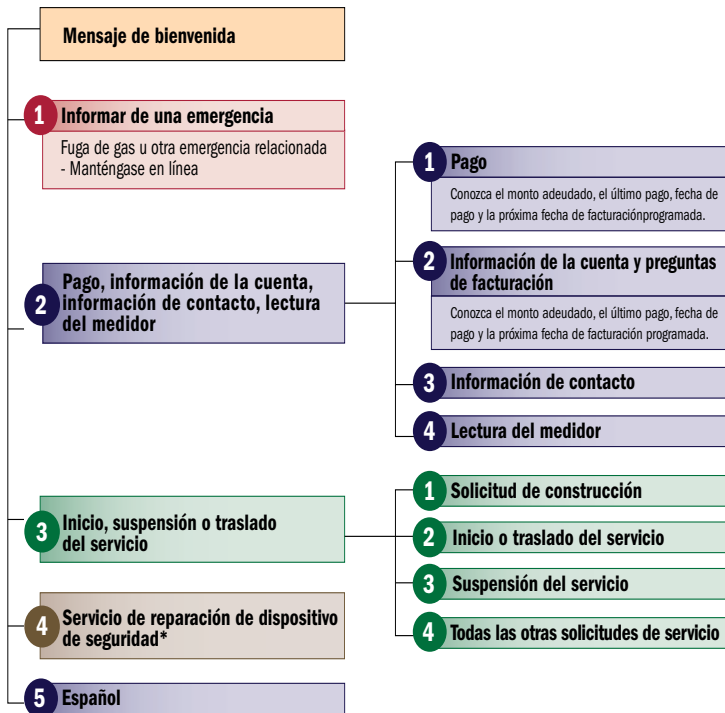 Mensaje de bienvenida
1 Informar de una emergencia
Fuga de gas u otra emergencia relacionada
- Manténgase en línea
2 Pago, información de la cuenta,
información de contacto, lectura
del medidor
1 Pago
Conozca el monto adeudado, el último pago, fecha de
pago y la próxima fecha de facturaciónprogramada.
2 Información de la cuenta y preguntas
de facturación
Conozca el monto adeudado, el último pago, fecha de
pago y la próxima fecha de facturación programada.
3 Información de contacto
4 Lectura del medidor
3 Inicio, suspensión o traslado
del servicio
1 Solicitud de construcción
2 Inicio o traslado del servicio
3 Suspensión del servicio
4 Todas las otras solicitudes de servicio
4 Servicio de reparación de dispositivo
de seguridad*
5 Español